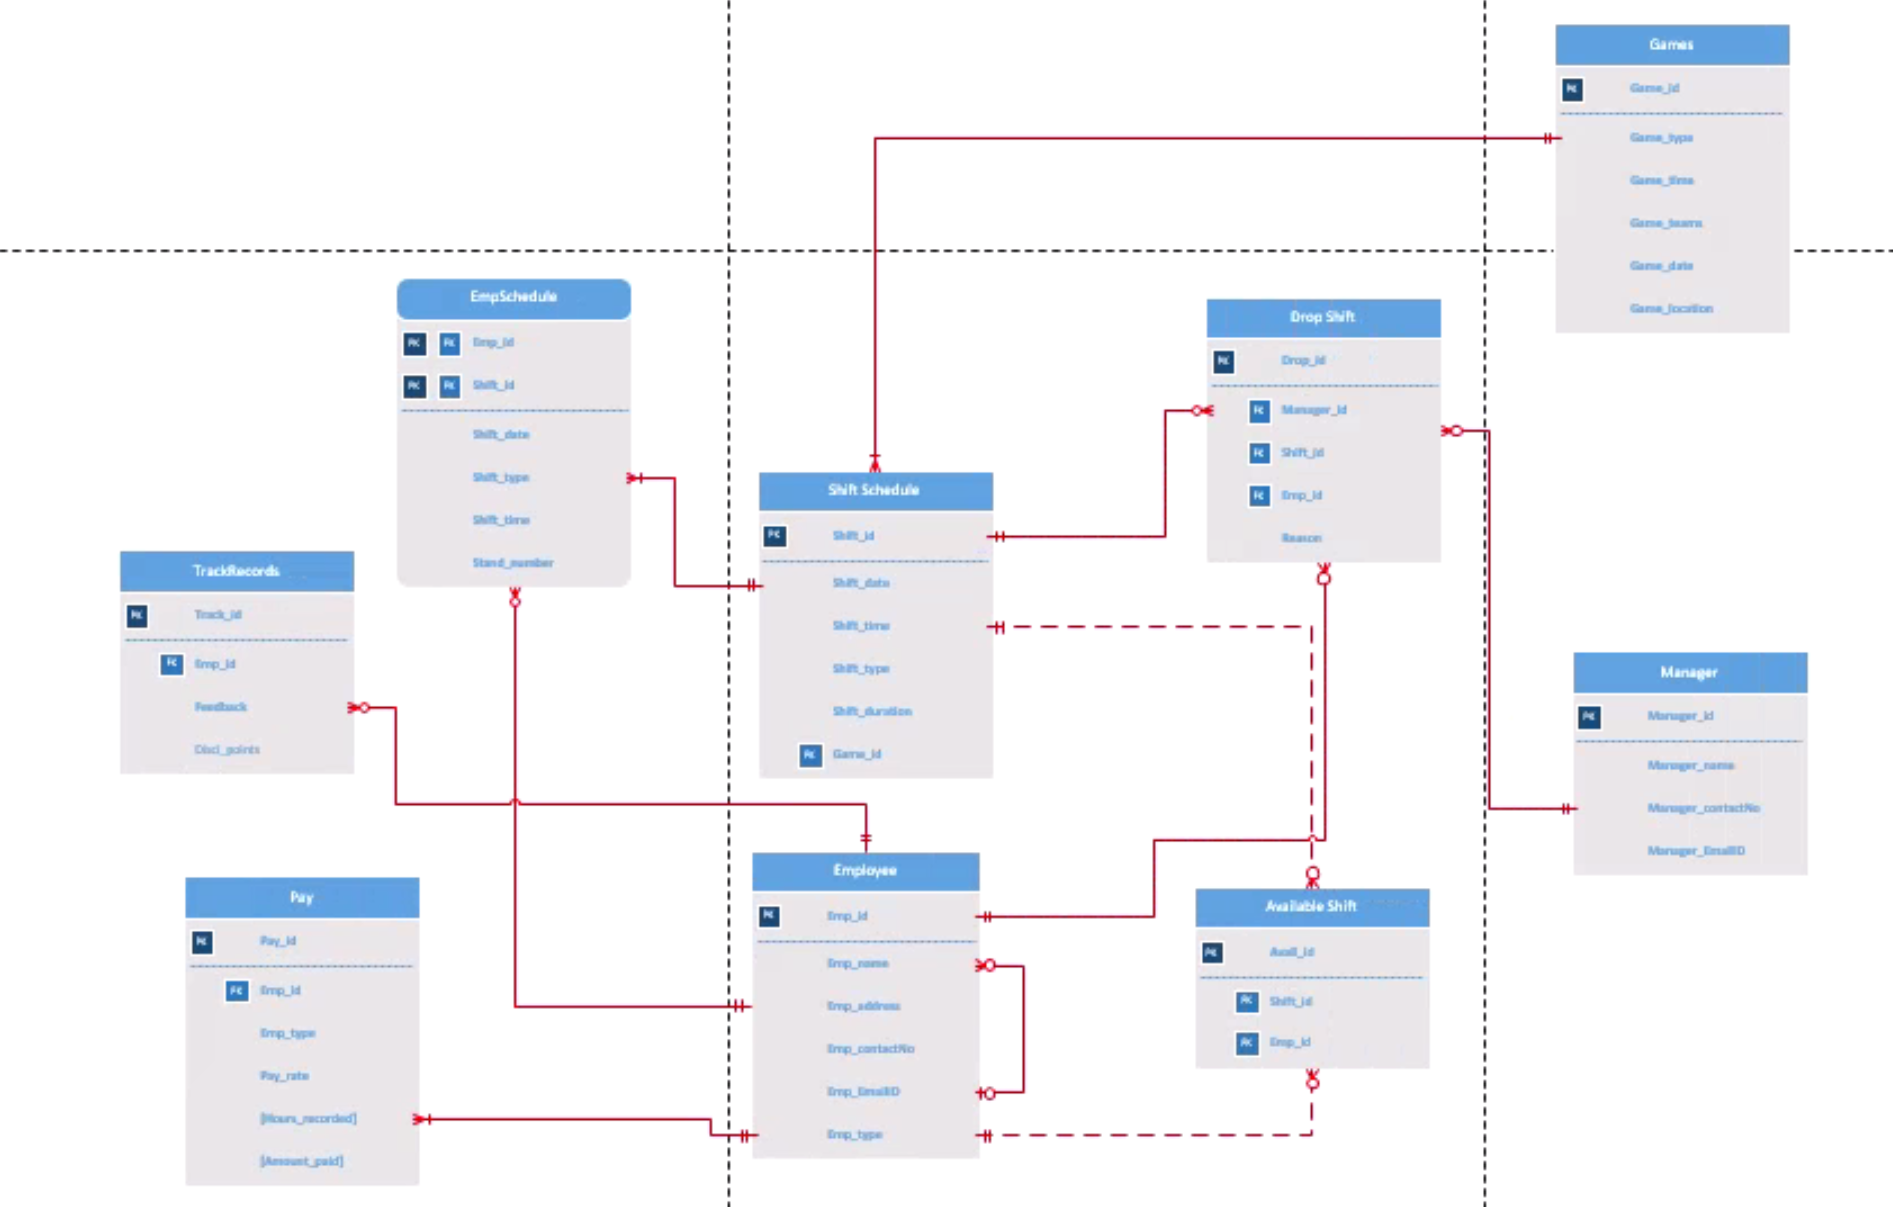 Games
PK Game_id
Game_type
Game_time
Game_teams
Game_date
Game_location
EmpSchedule
PK FK Emp_id
PK FK Shift_id
Shift_date
Shift_type
Shift_time
Stand_number
Drop Shift
PK Drop_id
FK Manager_id
FK Shift_id
FK Emp_id
Reason
Shift Schedule
PK Shift_id
Shift_date
Shift_time
Shift_type
Shift_duration
FK Game_id
TrackRecords
PK Track_id
FK Emp_id
Feedback
Discl_points
Manager
PK Manager_id
Manager_name
Manager_contactNo
Manager_EmailID
Employee
PK Emp_id
Emp_name
Emp_address
Emp_contactNo
Emp_EmailID
Emp_type
Pay
PK Pay_id
FK Emp_id
Emp_type
Pay_rate
[Hours_recorded]
[Amount_paid]
Available Shift
PK Avail_id
FK Shift_id
FK Emp_id